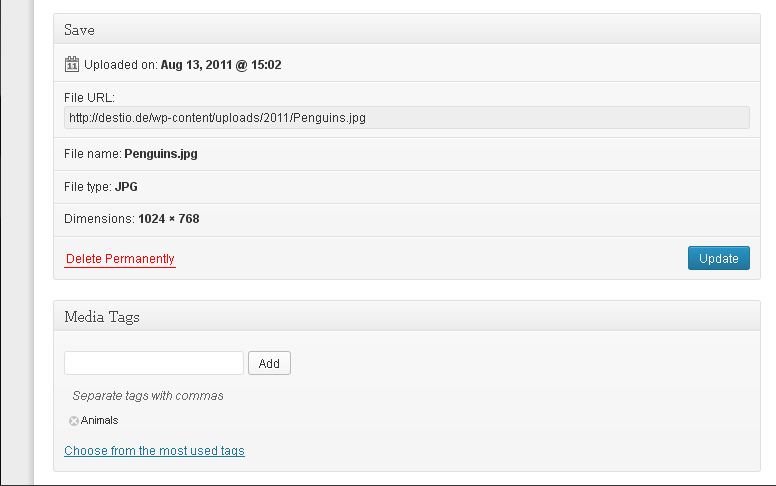 Save
11 Uploaded on: Aug 13, 2011 @ 15:02
File URL:
http://destio.de/wp-content/uploads/2011/Penguins.jpg
File name: Penguins.jpg
File type: JPG
Dimensions: 1024 × 768
Delete Permanently Update
Media Tags
Add
Separate tags with commas
Animals
Choose from the most used tags